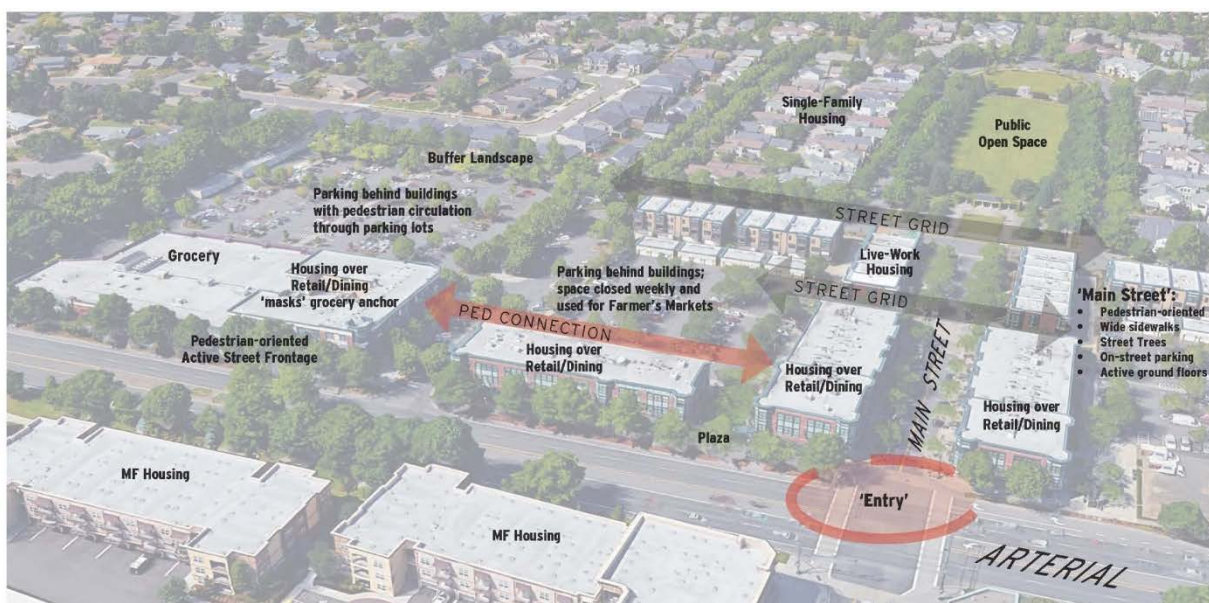 Single-Family
Housing
Public
Open Space
Buffer Landscape
Parking behind buildings
with pedestrian circulation
through parking lots
STREET GRID
Grocery
Housing over
Retail/Dining
'masks' grocery anchor
Live-Work
Housing
Parking behind buildings;
space closed weekly and
used for Farmer's Markets
STREET GRID
'Main Street':
• Pedestrian-oriented
• Wide sidewalks
• Street Trees
• On-street parking
• Active ground floors
PED CONNECTION
Pedestrian-oriented
Active Street Frontage
Housing over
Retail/Dining
Housing over
Retail/Dining
MAIN STREET
Housing over
Retail/Dining
Plaza
MF Housing
'Entry'
MF Housing
ARTERIAL